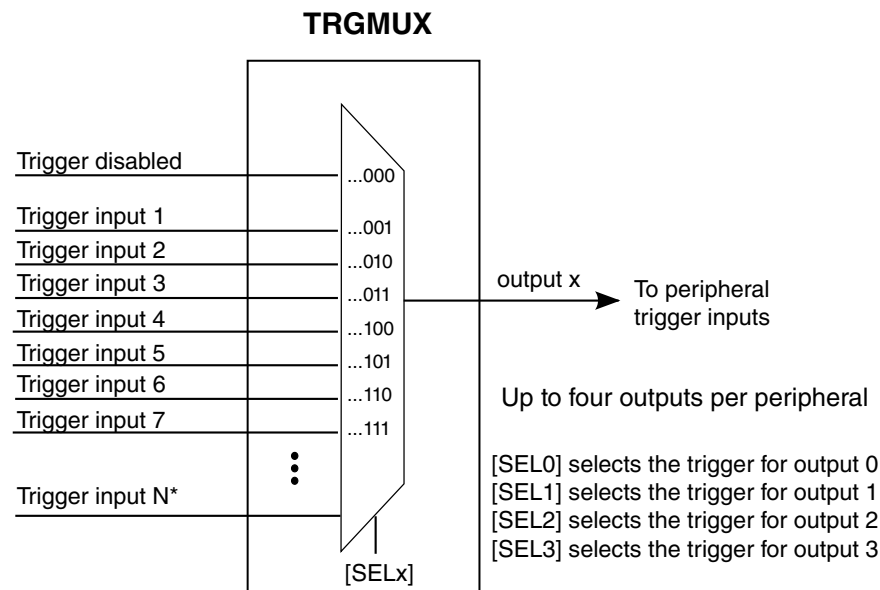 TRGMUX
Trigger disabled
...000
Trigger input 1
...001
Trigger input 2
...010
Trigger input 3
...011
Trigger input 4
...100
Trigger input 5
...101
Trigger input 6
...110
Trigger input 7
...111
Trigger input N*
[SELx]
output x
To peripheral
trigger inputs
Up to four outputs per peripheral
[SEL0] selects the trigger for output 0
[SEL1] selects the trigger for output 1
[SEL2] selects the trigger for output 2
[SEL3] selects the trigger for output 3